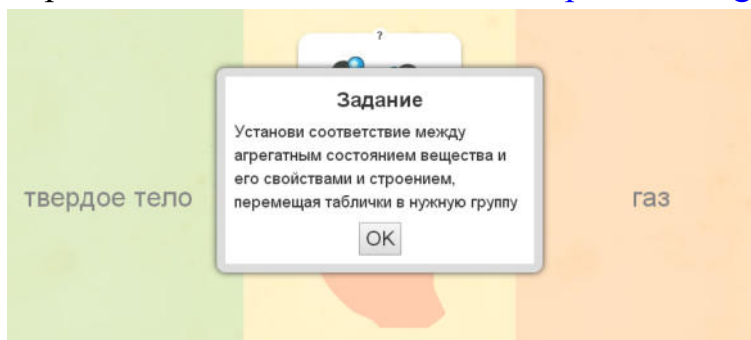 ?
Задание
Установи соответствие между
агрегатным состоянием вещества и
его свойствами и строением,
перемещая таблички в нужную группу
твердое тело
газ
OK